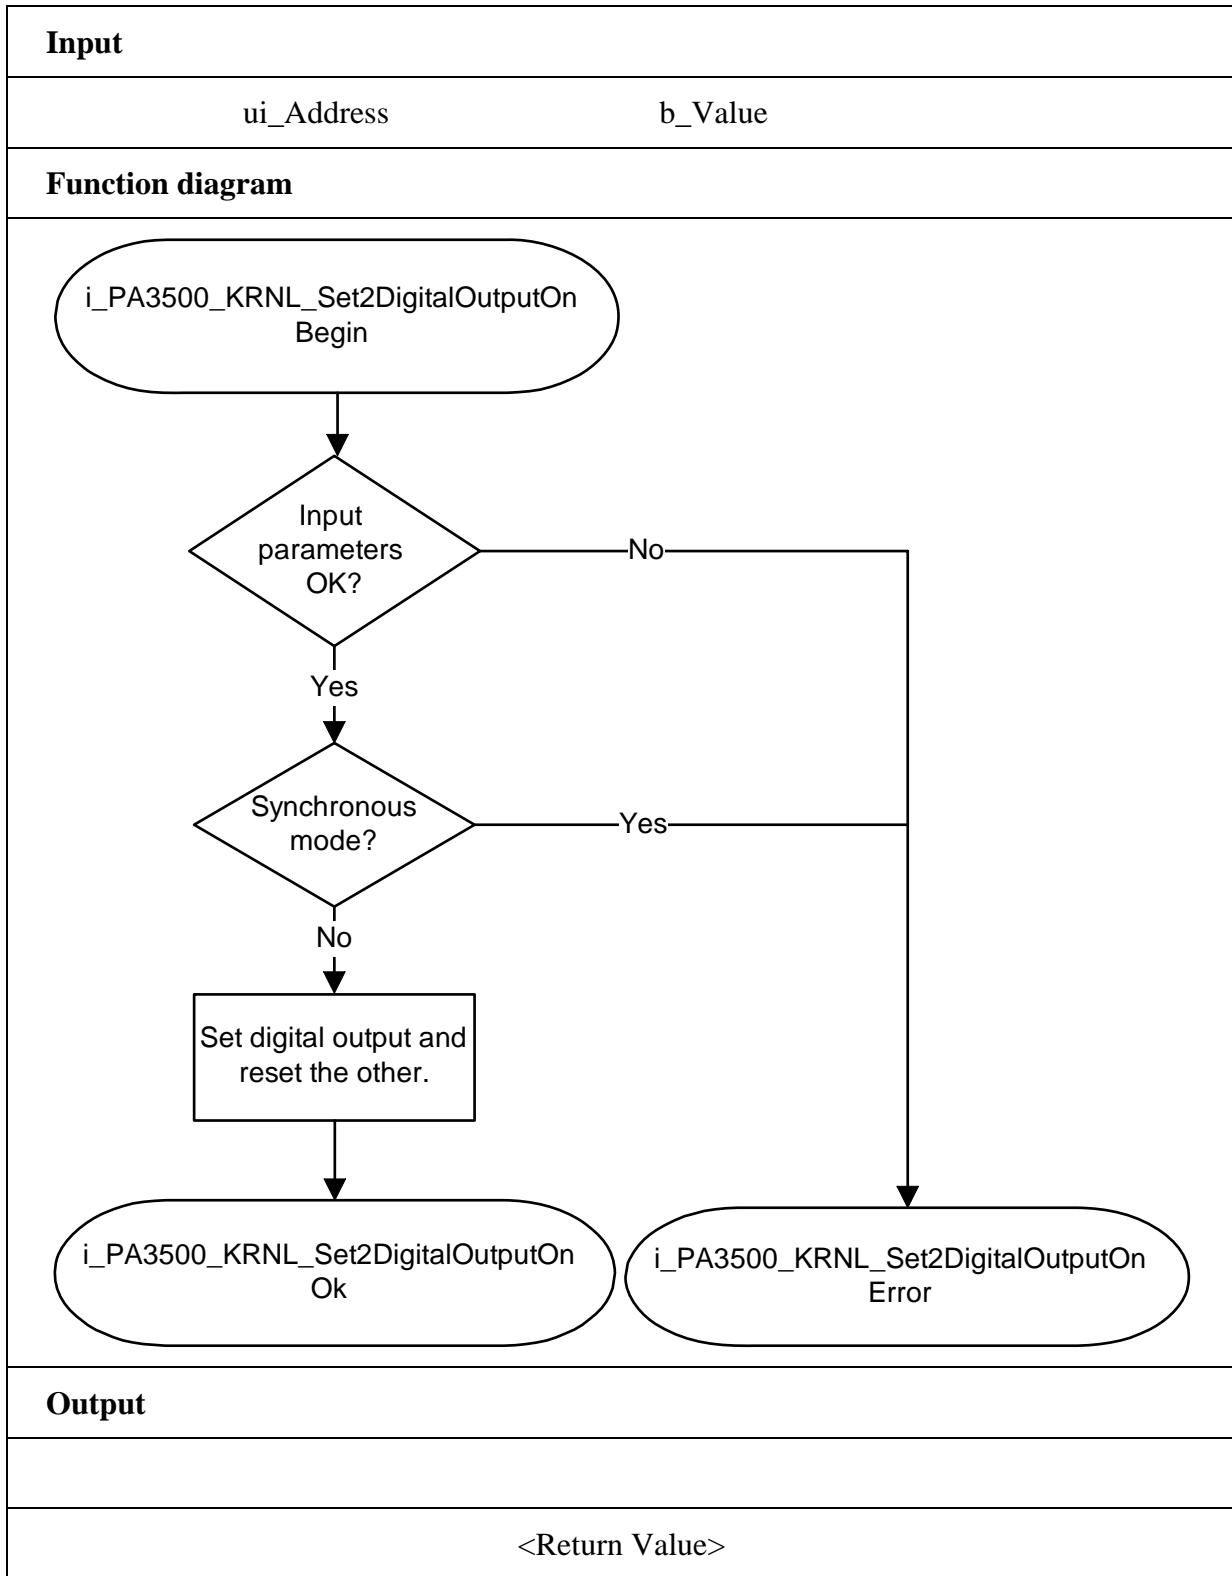 Input
ui_Address b_Value
Function diagram
i_PA3500_KRNL_Set2DigitalOutputOn
Begin
Input
parameters
OK?
No
Yes
Synchronous
mode?
Yes
No
Set digital output and
reset the other.
i_PA3500_KRNL_Set2DigitalOutputOn
Ok
i_PA3500_KRNL_Set2DigitalOutputOn
Error
Output
<Return Value>